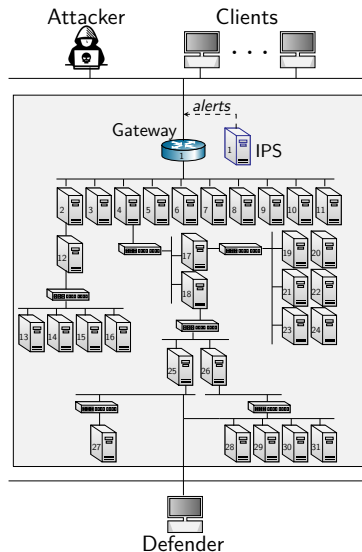 Attacker Clients
alerts
Gateway
1 1 IPS
2 3 4 5 6 7 8 9 10 11
12 17 19 20
18 21 22
13 14 15 16 23 24
25 26
27 28 29 30 31
Defender